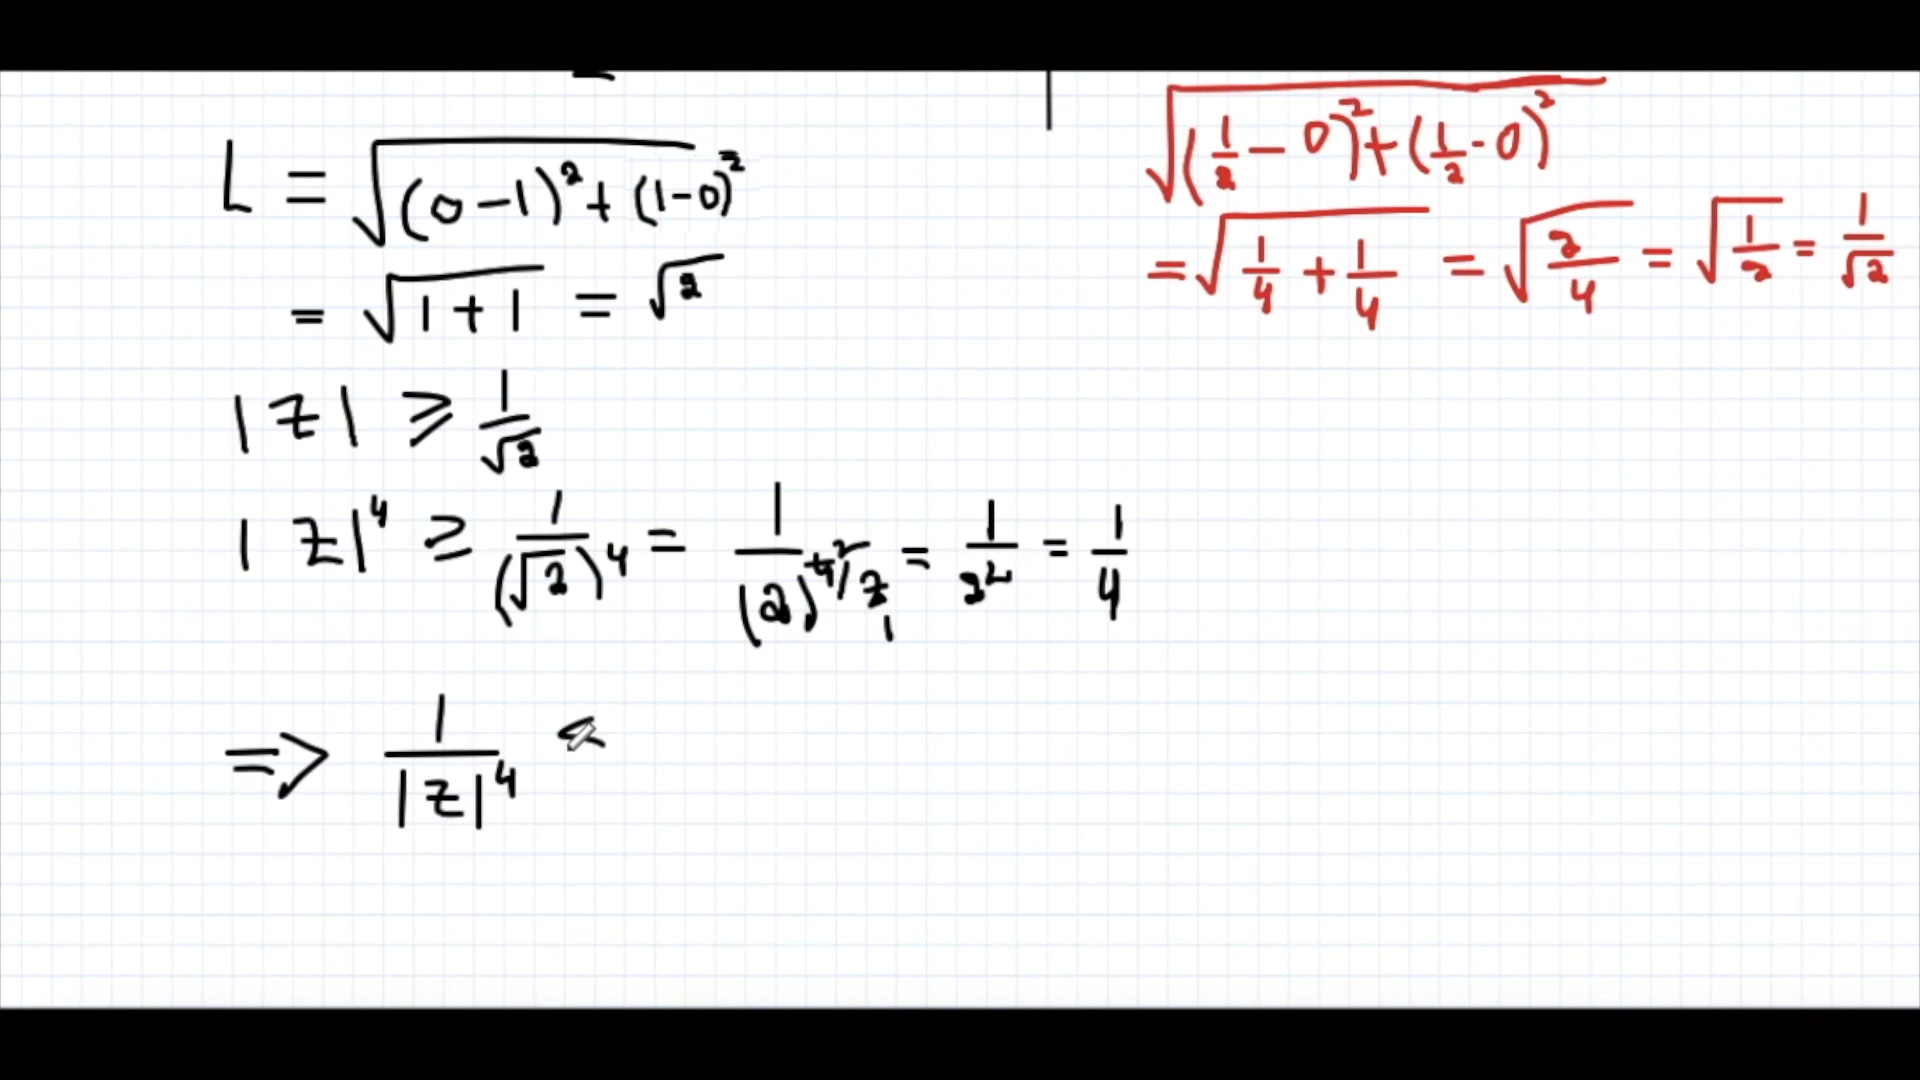 L = √((0-1)² + (1-0)²)
= √(1+1) = √2
|z| ≥ 1/√2
|z|⁴ ≥ 1/(√2)⁴ = 1/(2)^(4/2) = 1/2² = 1/4
=> 1/|z|⁴ ≤
√((1/2 - 0)² + (1/2 - 0)²)
= √(1/4 + 1/4) = √(2/4) = √(1/2) = 1/√2